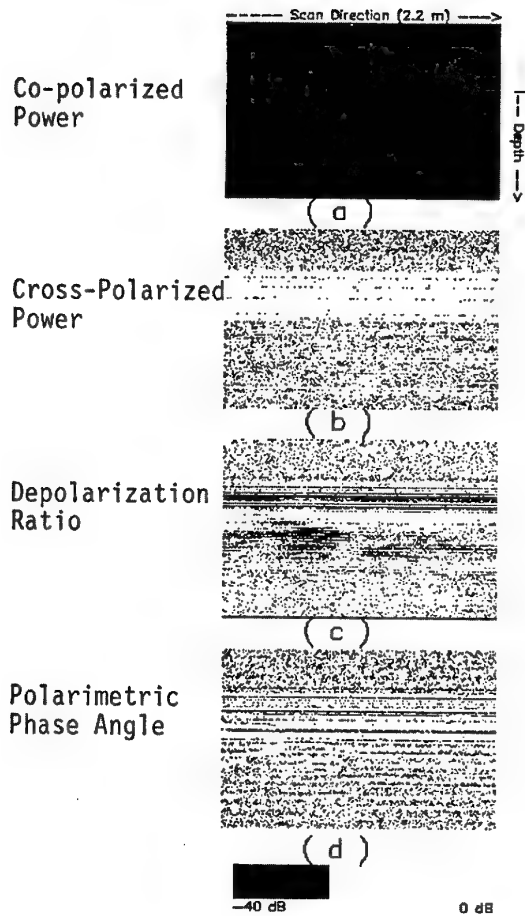 ----- Scan Direction (2.2 m) ---->
Co-polarized
Power
|-- Depth --->
(a)
Cross-Polarized
Power
(b)
Depolarization
Ratio
(c)
Polarimetric
Phase Angle
(d)
-40 dB 0 dB